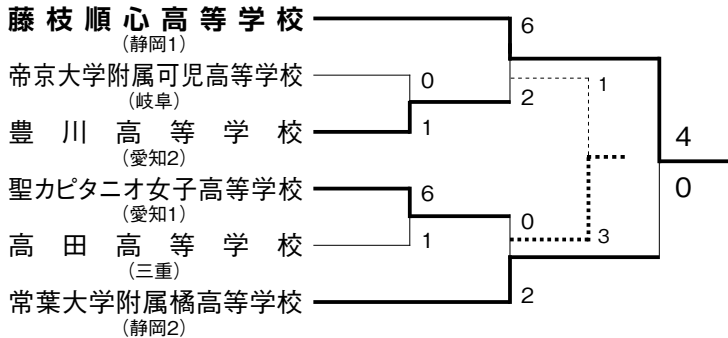 藤枝順心高等学校 6
(静岡1)
帝京大学附属可児高等学校 0 1
(岐阜) 2
豊川高等学校 1 4
(愛知2)
聖カピタニオ女子高等学校 6 0
(愛知1) 0
高田高等学校 1 3
(三重)
常葉大学附属橘高等学校 2
(静岡2)